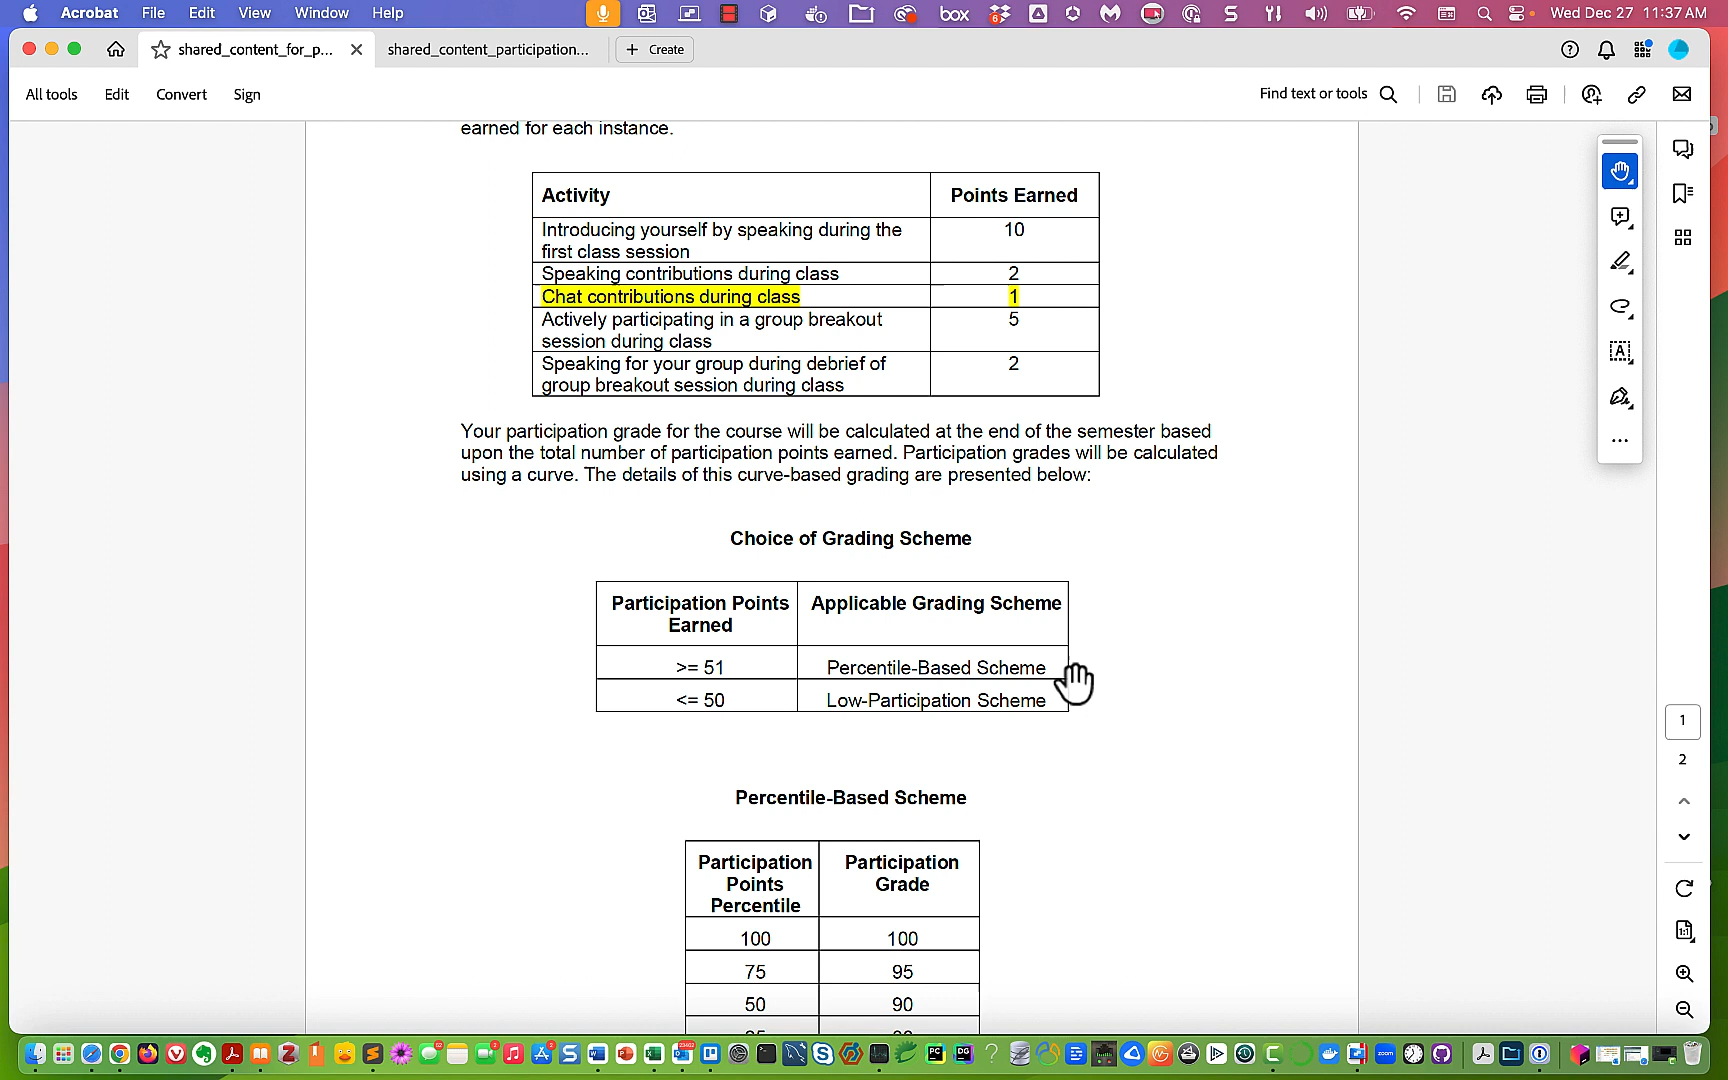 Acrobat File Edit View Window Help box Wed Dec 27 11:37 AM
shared_content_for_p... shared_content_participation... + Create
All tools Edit Convert Sign Find text or tools
earned for each instance.
Activity Points Earned
Introducing yourself by speaking during the 10
first class session
Speaking contributions during class 2
Chat contributions during class 1
Actively participating in a group breakout 5
session during class
Speaking for your group during debrief of 2
group breakout session during class
Your participation grade for the course will be calculated at the end of the semester based
upon the total number of participation points earned. Participation grades will be calculated
using a curve. The details of this curve-based grading are presented below:
Choice of Grading Scheme
Participation Points Applicable Grading Scheme
Earned
>= 51 Percentile-Based Scheme
<= 50 Low-Participation Scheme
1
2
Percentile-Based Scheme
Participation Participation
Points Grade
Percentile
100 100
75 95
50 90